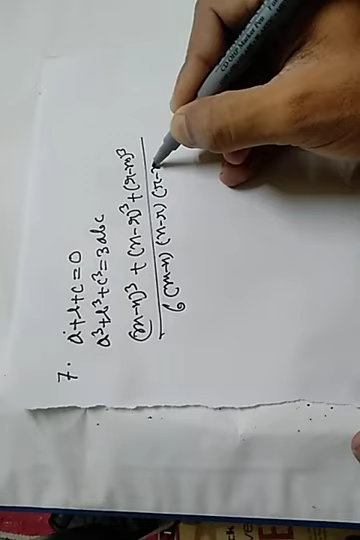 7. a+b+c=0
a³+b³+c³=3abc
(m-n)³ + (n-r)³ + (r-m)³
6 (m-n) (n-r) (r-